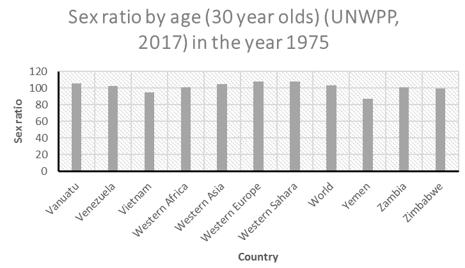 Sex ratio by age (30 year olds) (UNWPP,
2017) in the year 1975
Sex ratio
120
100
80
60
40
20
0
Vanuatu
Venezuela
Vietnam
Western Africa
Western Asia
Western Europe
Western Sahara
World
Yemen
Zambia
Zimbabwe
Country